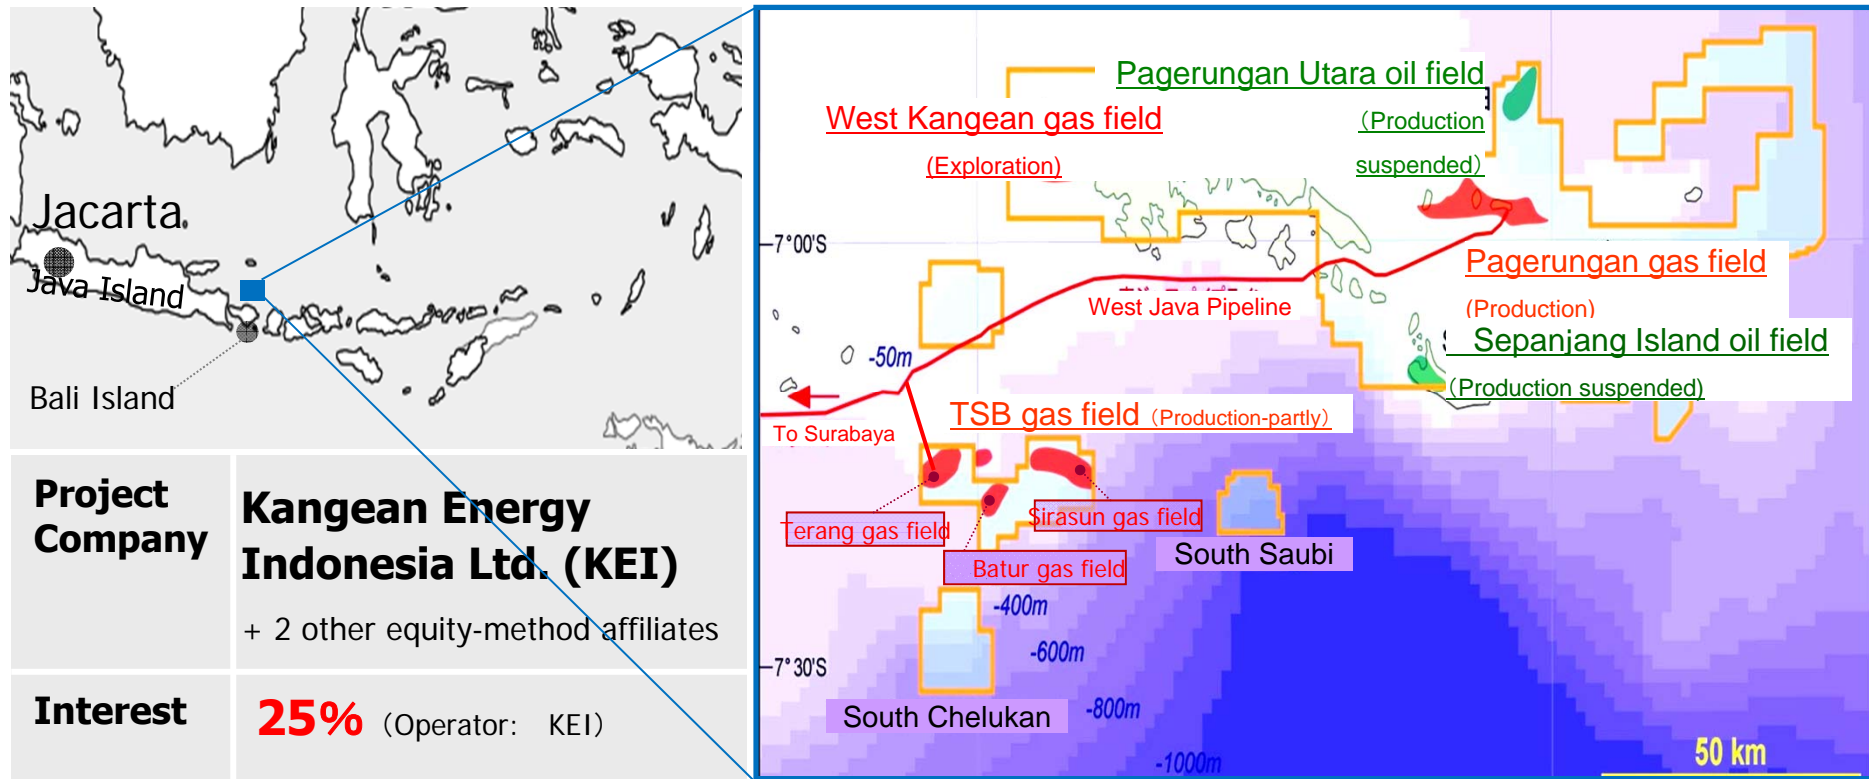 Jacarta
Java Island
Bali Island
Project
Company
Kangean Energy
Indonesia Ltd. (KEI)
+ 2 other equity-method affiliates
Interest
25% (Operator: KEI)
Pagerungan Utara oil field
(Production
suspended)
West Kangean gas field
(Exploration)
7°00'S
Pagerungan gas field
(Production)
West Java Pipeline
Sepanjang Island oil field
(Production suspended)
-50m
To Surabaya
TSB gas field (Production-partly)
Terang gas field
Sirasun gas field
Batur gas field
South Saubi
-400m
-600m
7°30'S
South Chelukan
-800m
-1000m
50 km